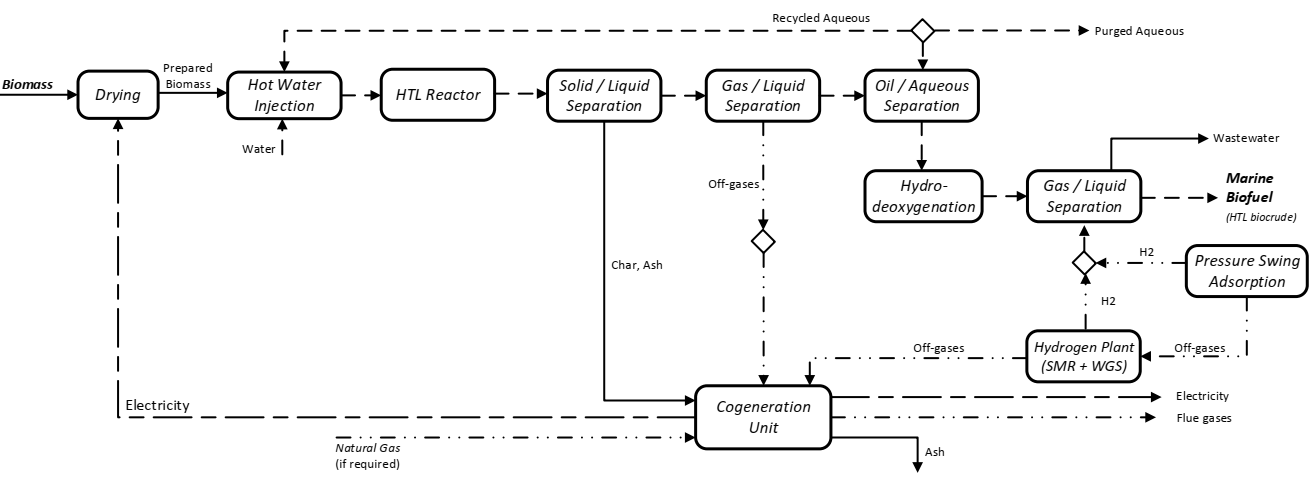 Recycled Aqueous
Purged Aqueous
Biomass
Drying
Prepared
Biomass
Hot Water
Injection
HTL Reactor
Solid / Liquid
Separation
Gas / Liquid
Separation
Oil / Aqueous
Separation
Water
Wastewater
Off-gases
Hydro-
deoxygenation
Gas / Liquid
Separation
Marine
Biofuel
(HTL biocrude)
Char, Ash
H2
Pressure Swing
Adsorption
H2
Off-gases
Hydrogen Plant
(SMR + WGS)
Off-gases
Electricity
Cogeneration
Unit
Electricity
Flue gases
Natural Gas
(if required)
Ash